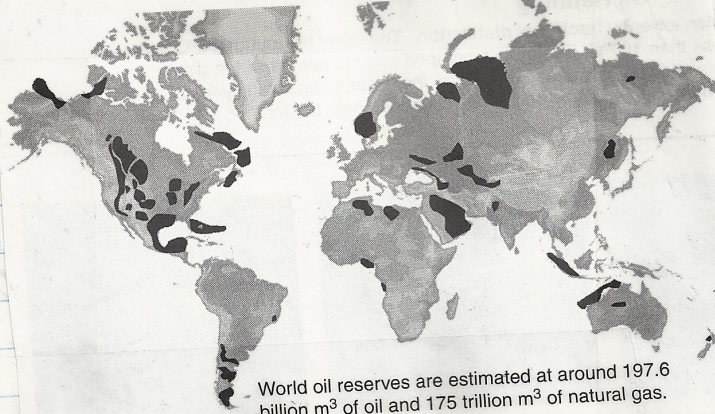 World oil reserves are estimated at around 197.6
billion m³ of oil and 175 trillion m³ of natural gas.